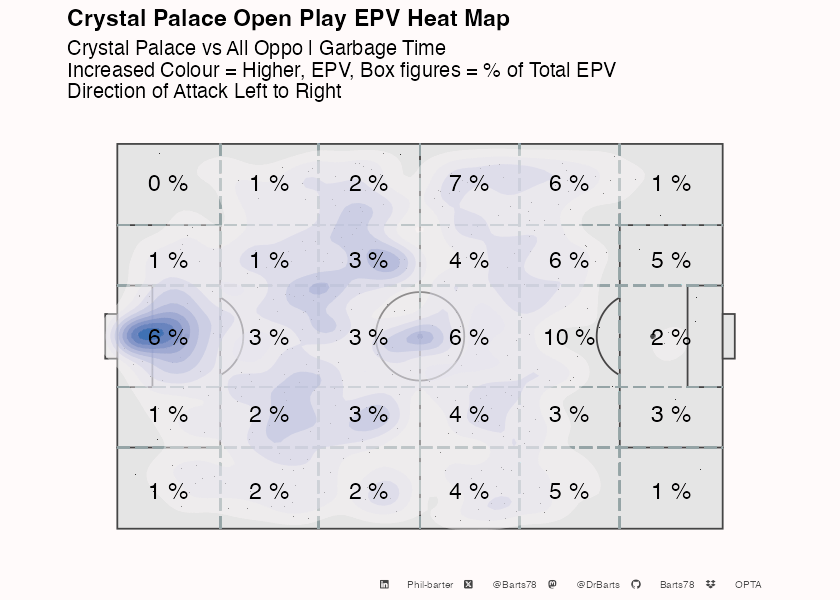 Crystal Palace Open Play EPV Heat Map
Crystal Palace vs All Oppo | Garbage Time
Increased Colour = Higher, EPV, Box figures = % of Total EPV
Direction of Attack Left to Right
0 % 1 % 2 % 7 % 6 % 1 %
1 % 1 % 3 % 4 % 6 % 5 %
6 % 3 % 3 % 6 % 10 % 2 %
1 % 2 % 3 % 4 % 3 % 3 %
1 % 2 % 2 % 4 % 5 % 1 %
Phil-barter @Barts78 @DrBarts Barts78 OPTA